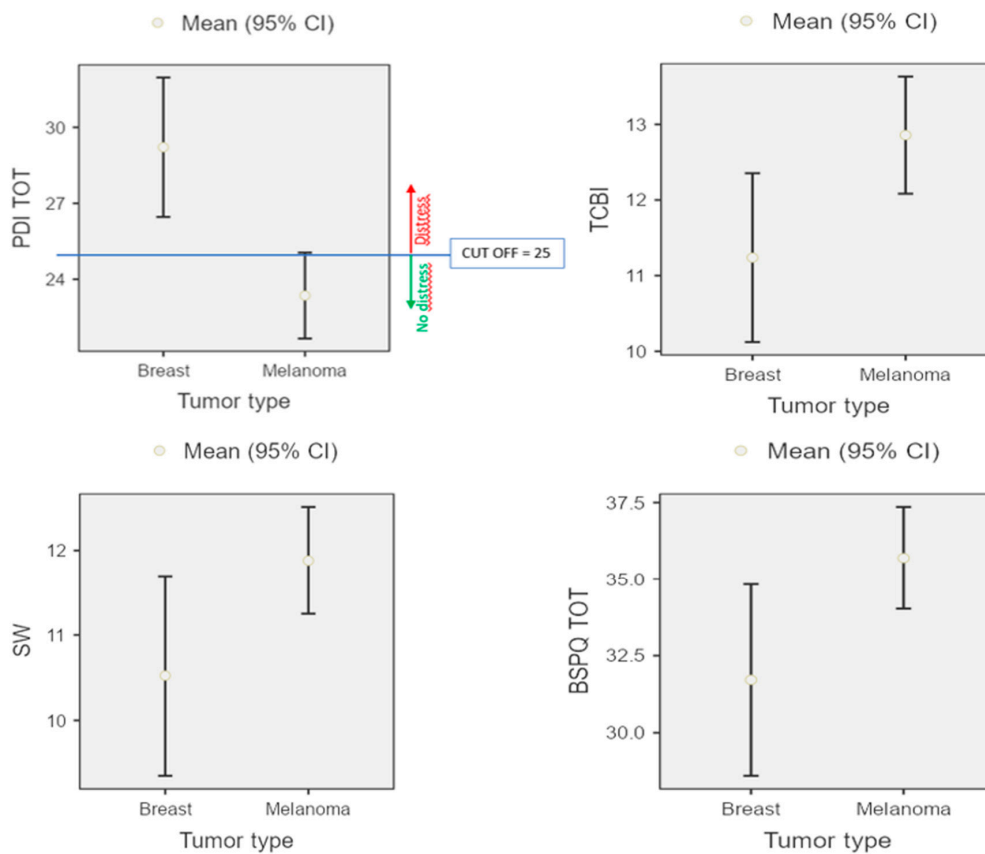 Mean (95% CI)
PDI TOT
30
27
24
Breast
Melanoma
Tumor type
Distress
No distress
CUT OFF = 25
Mean (95% CI)
TCBI
13
12
11
10
Breast
Melanoma
Tumor type
Mean (95% CI)
SW
12
11
10
Breast
Melanoma
Tumor type
Mean (95% CI)
BSPQ TOT
37.5
35.0
32.5
30.0
Breast
Melanoma
Tumor type